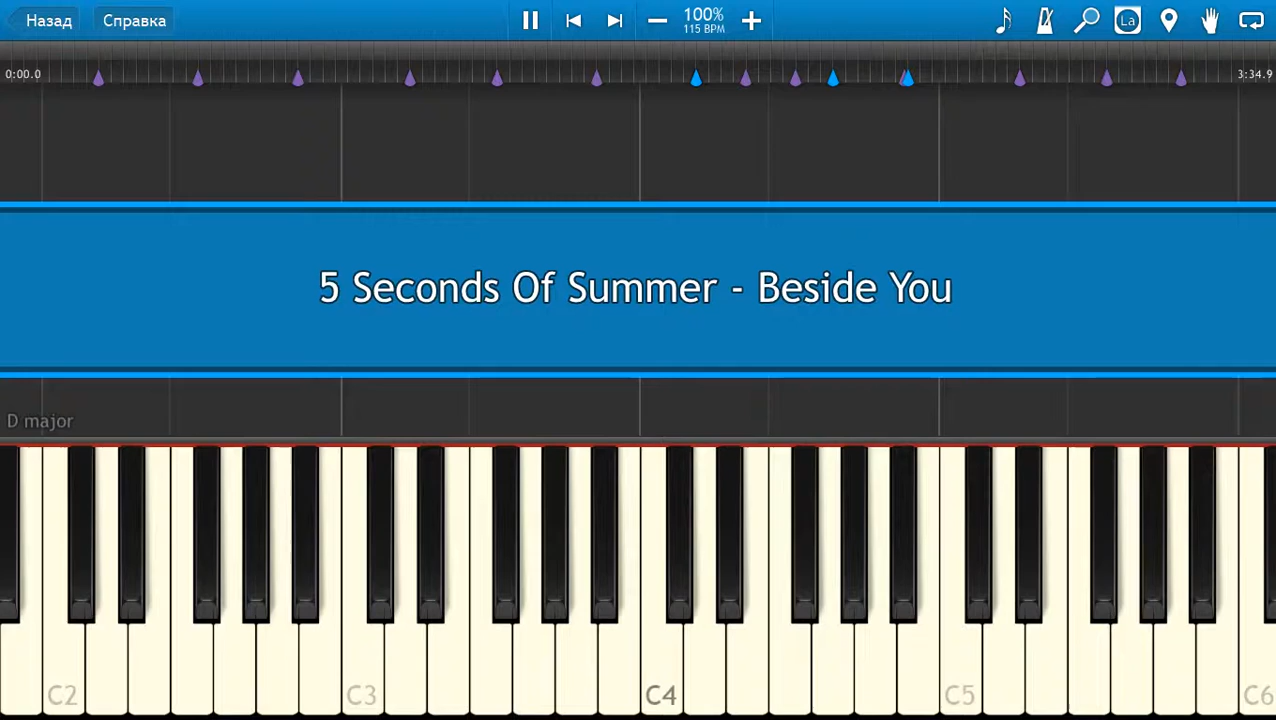 Назад
Справка
100%
115 BPM
La
0:00.0
3:34.9
5 Seconds Of Summer - Beside You
D major
C2
C3
C4
C5
C6